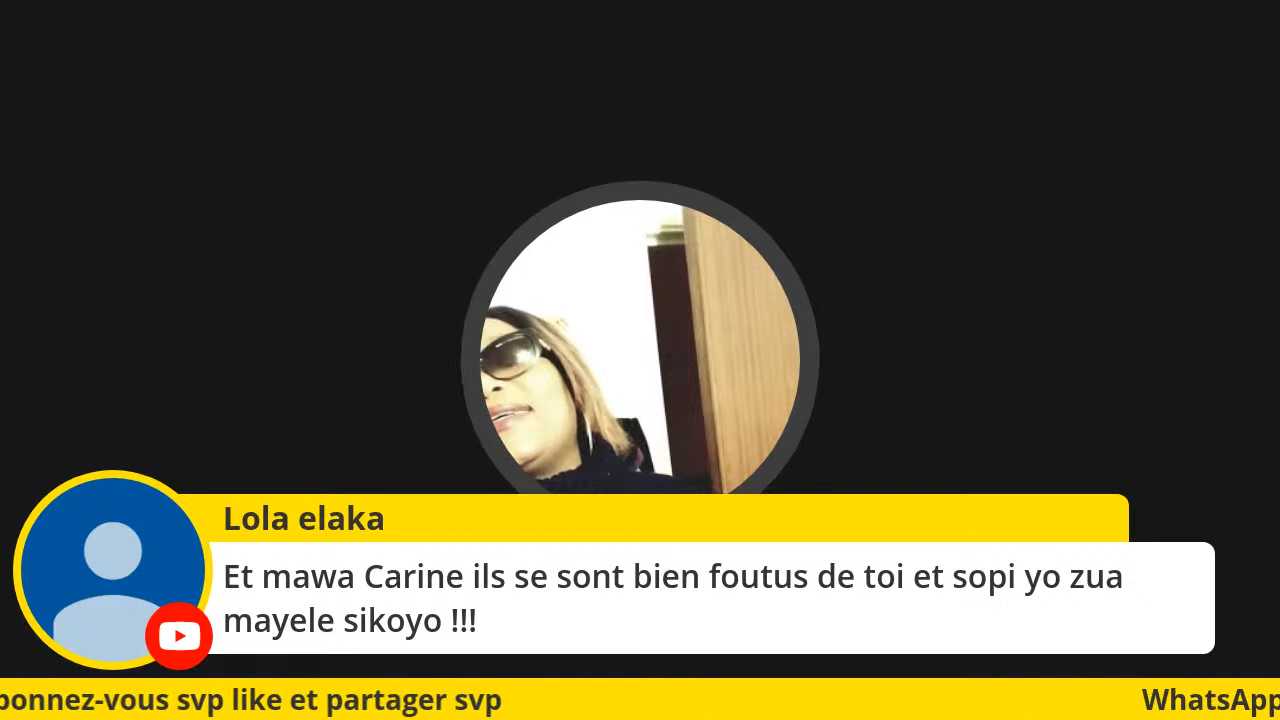 Lola elaka
Et mawa Carine ils se sont bien foutus de toi et sopi yo zua
mayele sikoyo !!!
bonnez-vous svp like et partager svp
WhatsApp